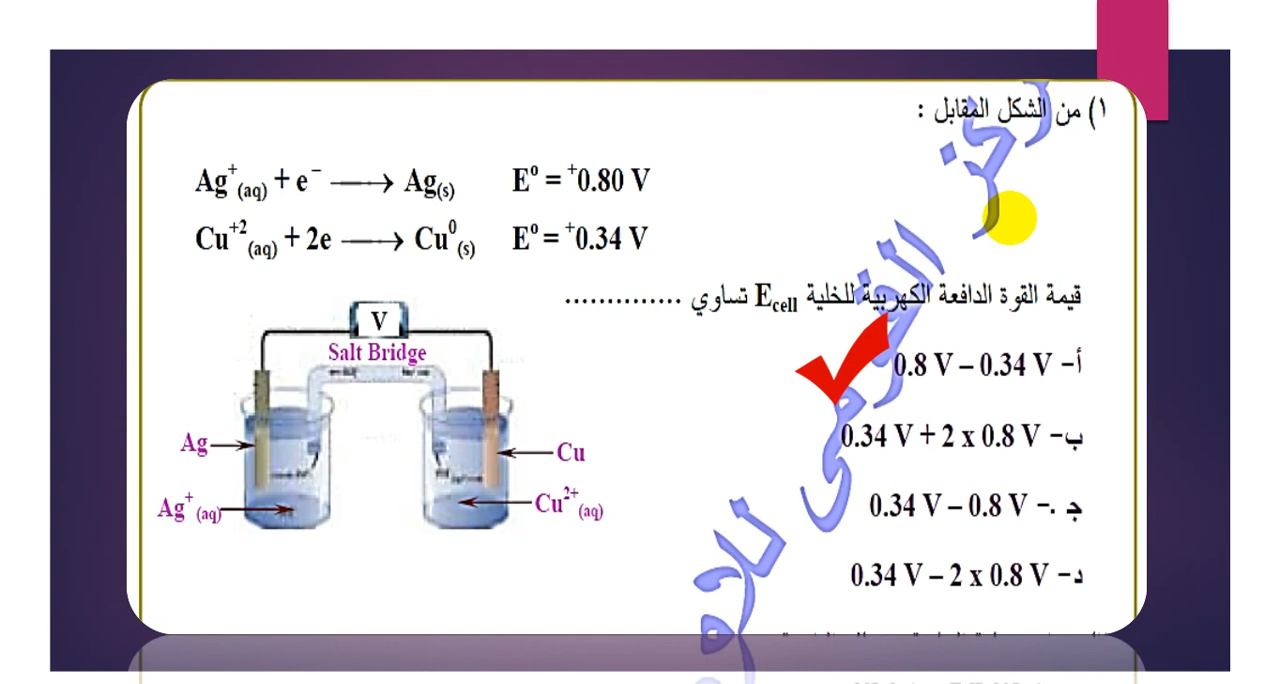 ١) من الشكل المقابل :
Ag⁺(aq) + e⁻ ⟶ Ag(s) E⁰ = ⁺0.80 V
Cu⁺²(aq) + 2e ⟶ Cu⁰(s) E⁰ = ⁺0.34 V
قيمة القوة الدافعة الكهربية للخلية Ecell تساوي ..............
أ- 0.8 V – 0.34 V
ب- 0.34 V + 2 x 0.8 V
ج .- 0.34 V – 0.8 V
د- 0.34 V – 2 x 0.8 V
V
Salt Bridge
Ag
Cu
Ag⁺(aq)
Cu²⁺(aq)